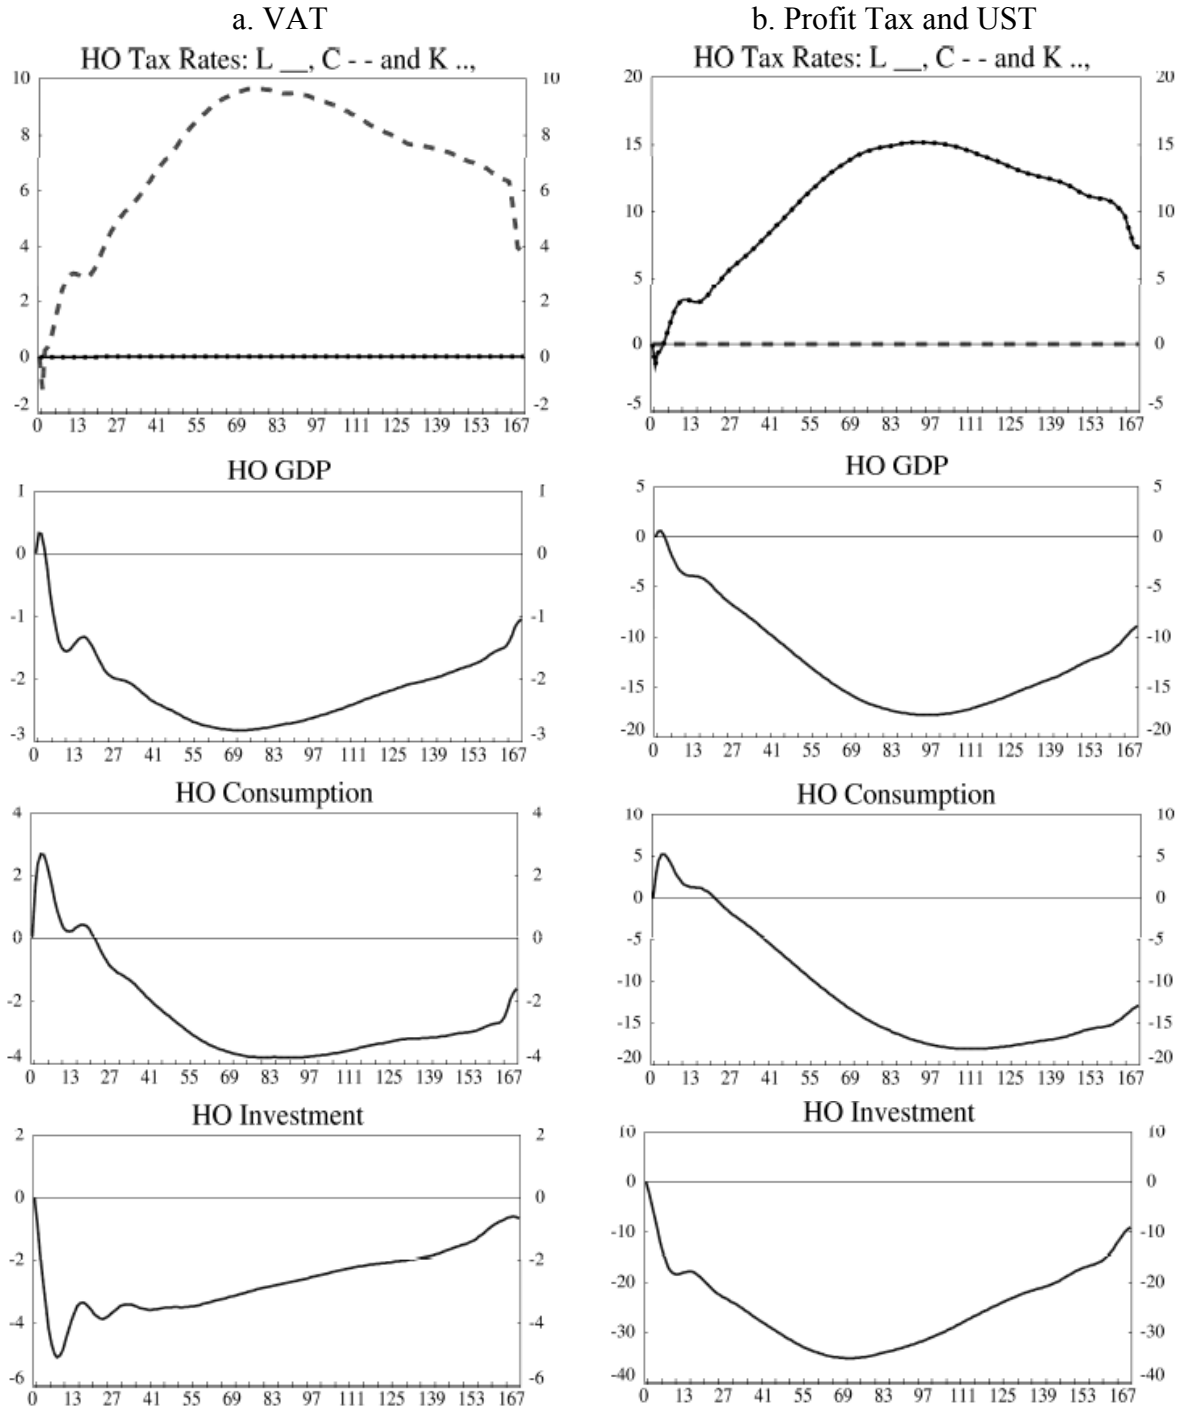 a. VAT
HO Tax Rates: L __, C - - and K ..,
10 10
8 8
6 6
4 4
2 2
0 0
-2 -2
0 13 27 41 55 69 83 97 111 125 139 153 167
HO GDP
1 1
0 0
-1 -1
-2 -2
-3 -3
0 13 27 41 55 69 83 97 111 125 139 153 167
HO Consumption
4 4
2 2
0 0
-2 -2
-4 -4
0 13 27 41 55 69 83 97 111 125 139 153 167
HO Investment
2 2
0 0
-2 -2
-4 -4
-6 -6
0 13 27 41 55 69 83 97 111 125 139 153 167
b. Profit Tax and UST
HO Tax Rates: L __, C - - and K ..,
20 20
15 15
10 10
5 5
0 0
-5 -5
0 13 27 41 55 69 83 97 111 125 139 153 167
HO GDP
5 5
0 0
-5 -5
-10 -10
-15 -15
-20 -20
0 13 27 41 55 69 83 97 111 125 139 153 167
HO Consumption
10 10
5 5
0 0
-5 -5
-10 -10
-15 -15
-20 -20
0 13 27 41 55 69 83 97 111 125 139 153 167
HO Investment
10 10
0 0
-10 -10
-20 -20
-30 -30
-40 -40
0 13 27 41 55 69 83 97 111 125 139 153 167